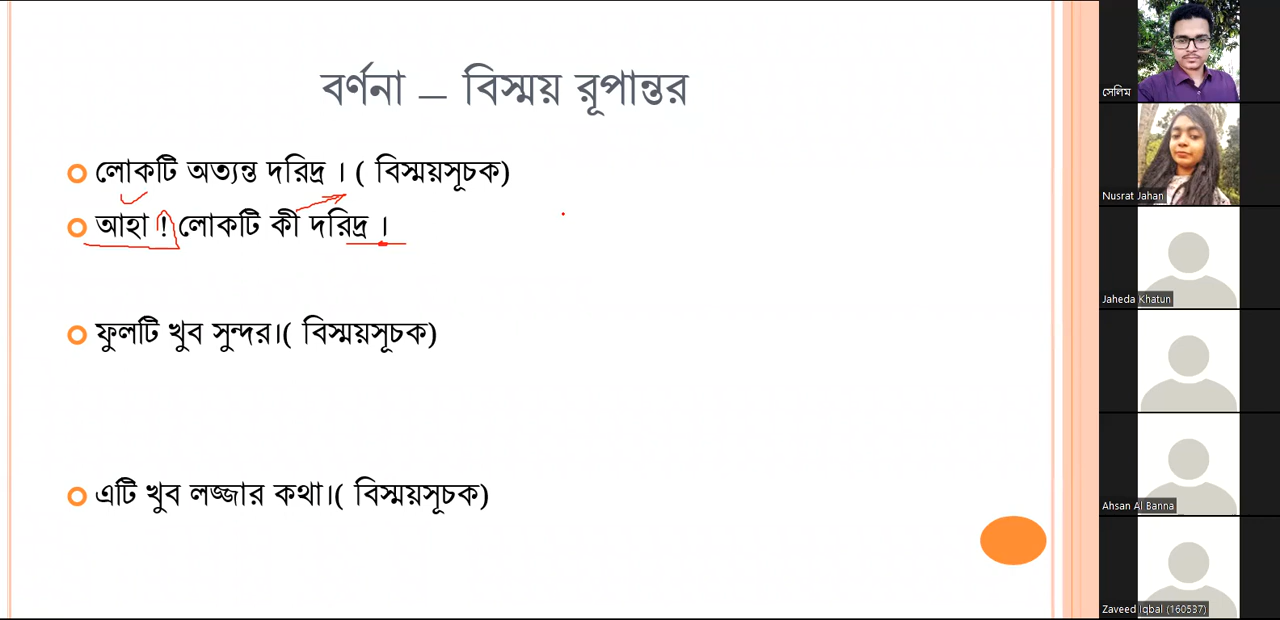 বর্ণনা – বিস্ময় রূপান্তর
লোকটি অত্যন্ত দরিদ্র । ( বিস্ময়সূচক)
আহা ! লোকটি কী দরিদ্র ।
ফুলটি খুব সুন্দর।( বিস্ময়সূচক)
এটি খুব লজ্জার কথা।( বিস্ময়সূচক)
সেলিম
Nusrat Jahan
Jaheda Khatun
Ahsan Al Banna
Zaveed Iqbal (160537)